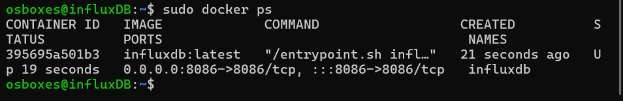 osboxes@influxDB:~$ sudo docker ps
CONTAINER ID   IMAGE             COMMAND                  CREATED          S
TATUS          PORTS                                       NAMES
395695a501b3   influxdb:latest   "/entrypoint.sh infl…"   21 seconds ago   U
p 19 seconds   0.0.0.0:8086->8086/tcp, :::8086->8086/tcp   influxdb
osboxes@influxDB:~$